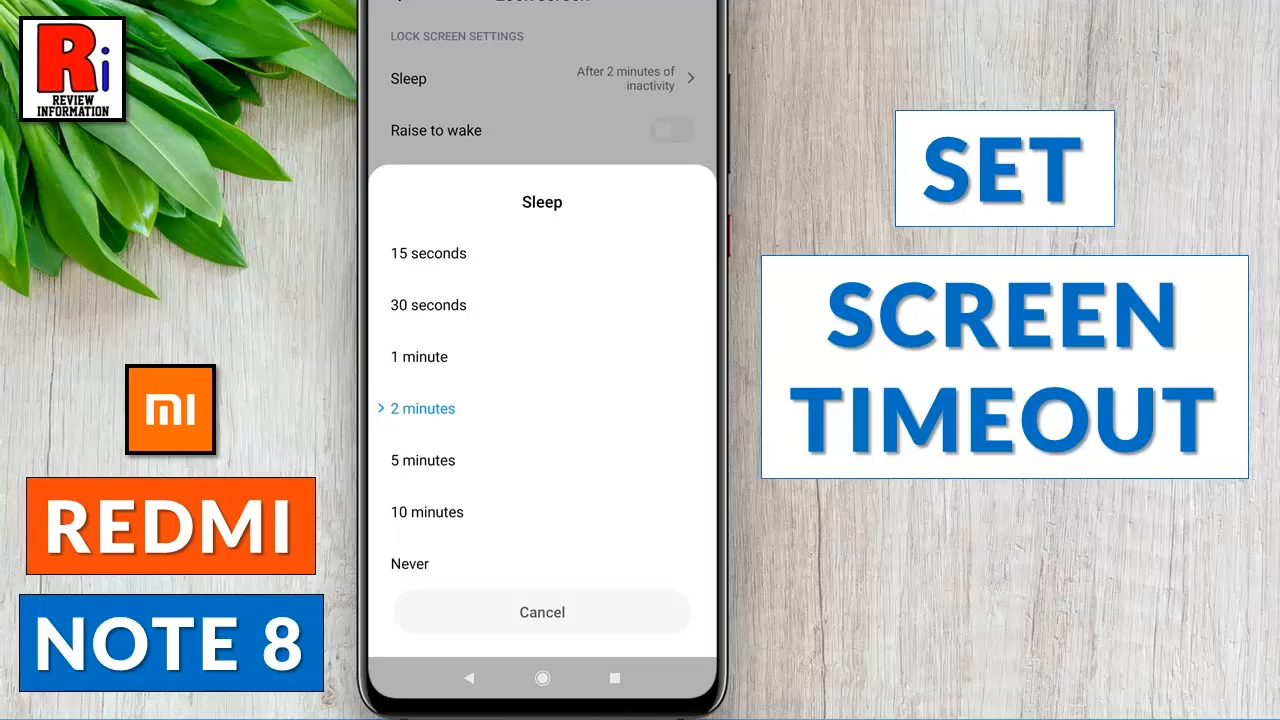 Ri
REVIEW
INFORMATION
LOCK SCREEN SETTINGS
Sleep
After 2 minutes of
inactivity
Raise to wake
Sleep
15 seconds
30 seconds
1 minute
2 minutes
5 minutes
10 minutes
Never
Cancel
MI
REDMI
NOTE 8
SET
SCREEN
TIMEOUT